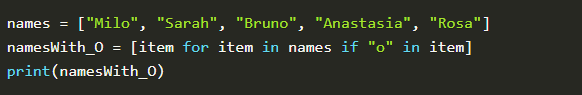 names = ["Milo", "Sarah", "Bruno", "Anastasia", "Rosa"]
namesWith_O = [item for item in names if "o" in item]
print(namesWith_O)